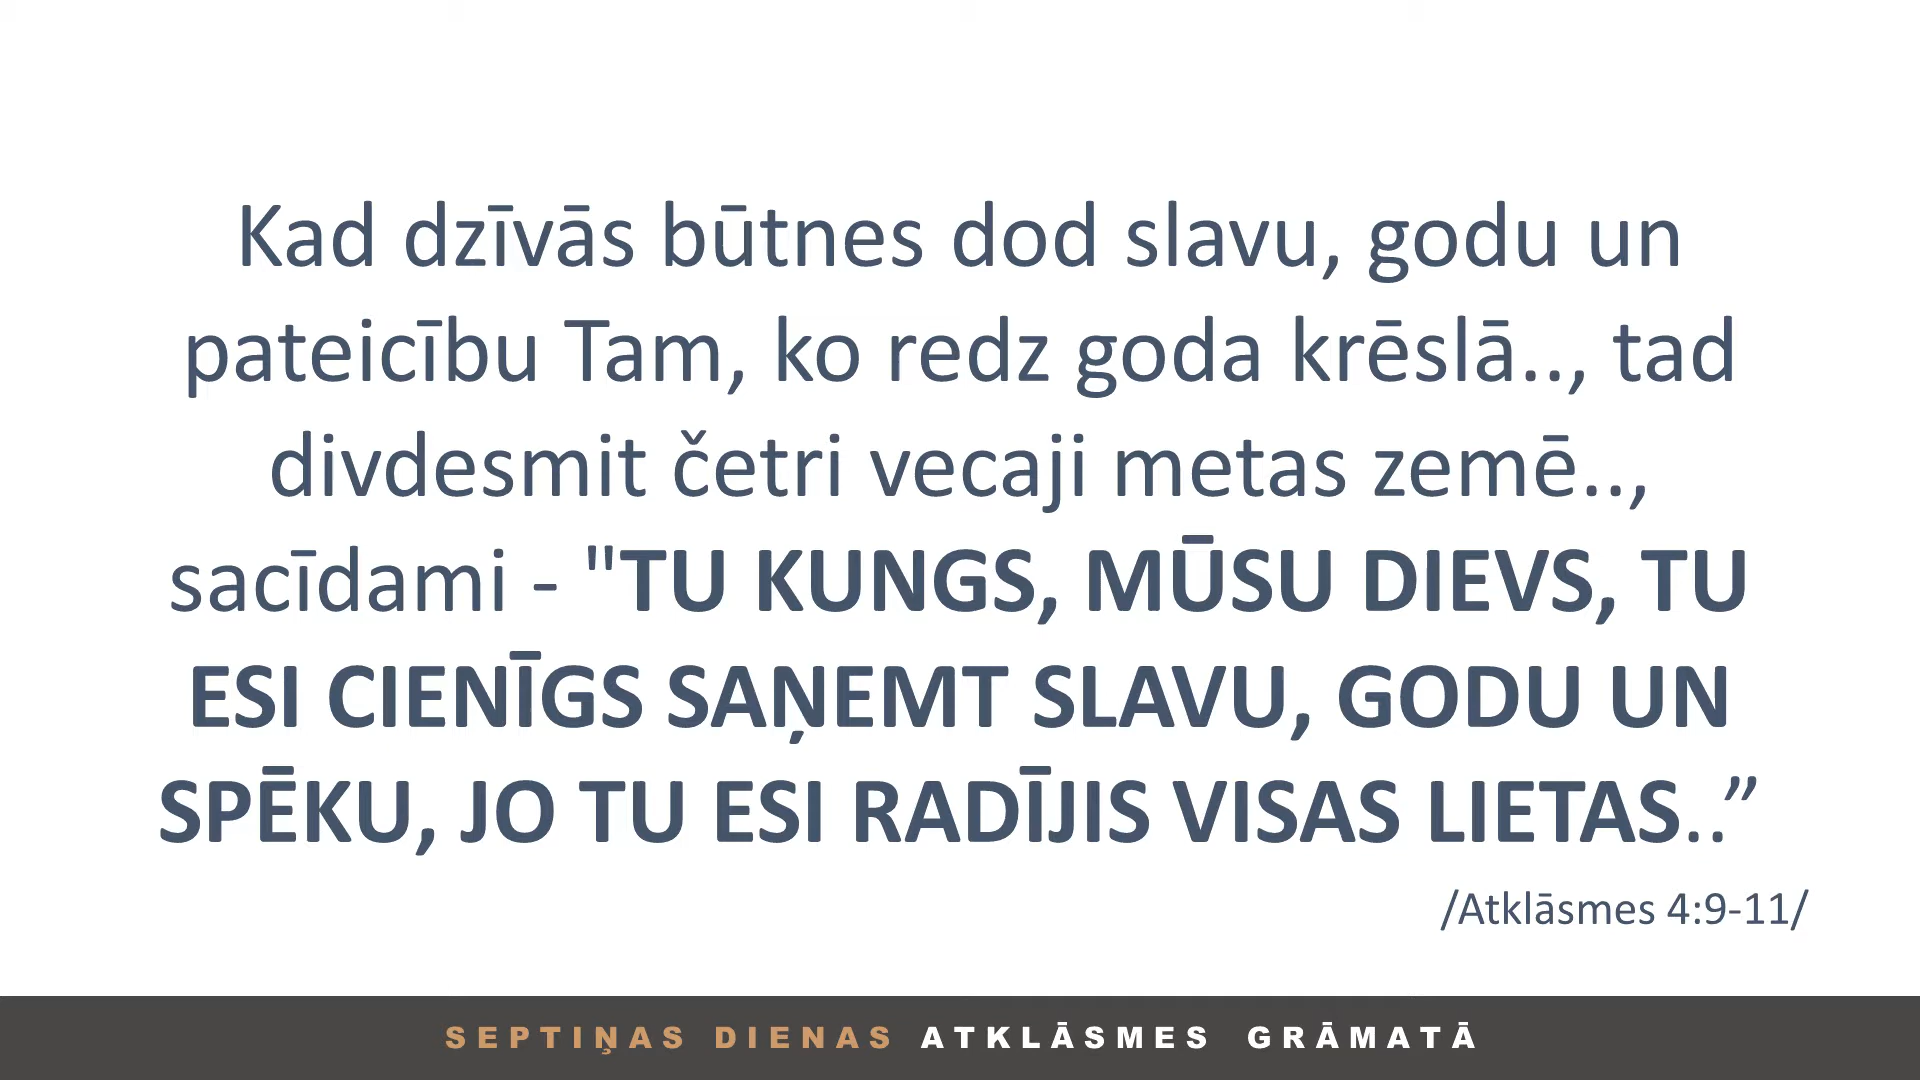 Kad dzīvās būtnes dod slavu, godu un
pateicību Tam, ko redz goda krēslā.., tad
divdesmit četri vecaji metas zemē..,
sacīdami - "TU KUNGS, MŪSU DIEVS, TU
ESI CIENĪGS SAŅEMT SLAVU, GODU UN
SPĒKU, JO TU ESI RADĪJIS VISAS LIETAS..”
/Atklāsmes 4:9-11/
SEPTIŅAS DIENAS ATKLĀSMES GRĀMATĀ